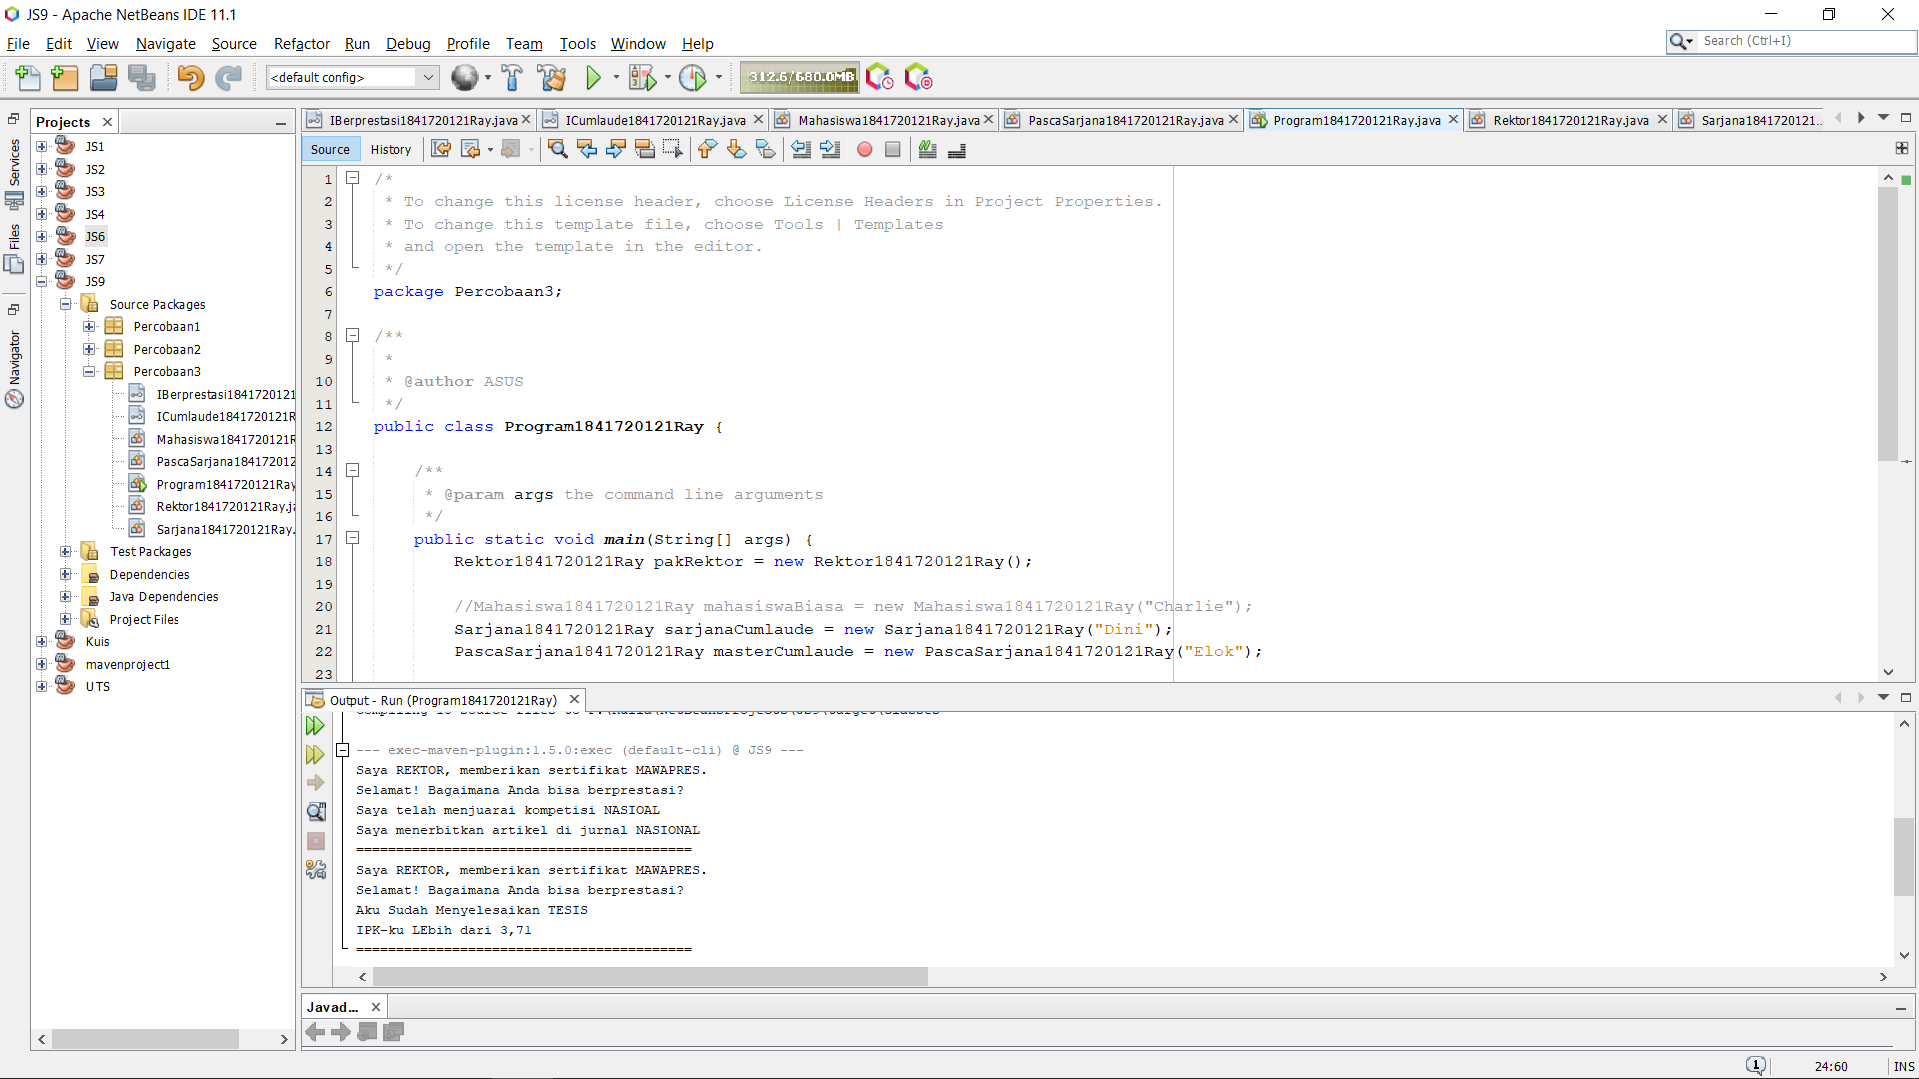 JS9 - Apache NetBeans IDE 11.1
File Edit View Navigate Source Refactor Run Debug Profile Team Tools Window Help
Search (Ctrl+I)
<default config>
312.6/680.0MB
Services
Files
Navigator
Projects
JS1
JS2
JS3
JS4
JS6
JS7
JS9
Source Packages
Percobaan1
Percobaan2
Percobaan3
IBerprestasi1841720121
ICumlaude1841720121R
Mahasiswa1841720121R
PascaSarjana184172012
Program1841720121Ray
Rektor1841720121Ray.ja
Sarjana1841720121Ray.
Test Packages
Dependencies
Java Dependencies
Project Files
Kuis
mavenproject1
UTS
IBerprestasi1841720121Ray.java
ICumlaude1841720121Ray.java
Mahasiswa1841720121Ray.java
PascaSarjana1841720121Ray.java
Program1841720121Ray.java
Rektor1841720121Ray.java
Sarjana1841720121...
Source History
1 /*
2 * To change this license header, choose License Headers in Project Properties.
3 * To change this template file, choose Tools | Templates
4 * and open the template in the editor.
5 */
6 package Percobaan3;
7
8 /**
9 *
10 * @author ASUS
11 */
12 public class Program1841720121Ray {
13
14 /**
15 * @param args the command line arguments
16 */
17 public static void main(String[] args) {
18 Rektor1841720121Ray pakRektor = new Rektor1841720121Ray();
19
20 //Mahasiswa1841720121Ray mahasiswaBiasa = new Mahasiswa1841720121Ray("Charlie");
21 Sarjana1841720121Ray sarjanaCumlaude = new Sarjana1841720121Ray("Dini");
22 PascaSarjana1841720121Ray masterCumlaude = new PascaSarjana1841720121Ray("Elok");
23
Output - Run (Program1841720121Ray)
--- exec-maven-plugin:1.5.0:exec (default-cli) @ JS9 ---
Saya REKTOR, memberikan sertifikat MAWAPRES.
Selamat! Bagaimana Anda bisa berprestasi?
Saya telah menjuarai kompetisi NASIOAL
Saya menerbitkan artikel di jurnal NASIONAL
==========================================
Saya REKTOR, memberikan sertifikat MAWAPRES.
Selamat! Bagaimana Anda bisa berprestasi?
Aku Sudah Menyelesaikan TESIS
IPK-ku LEbih dari 3,71
==========================================
Javad...
1
24:60
INS